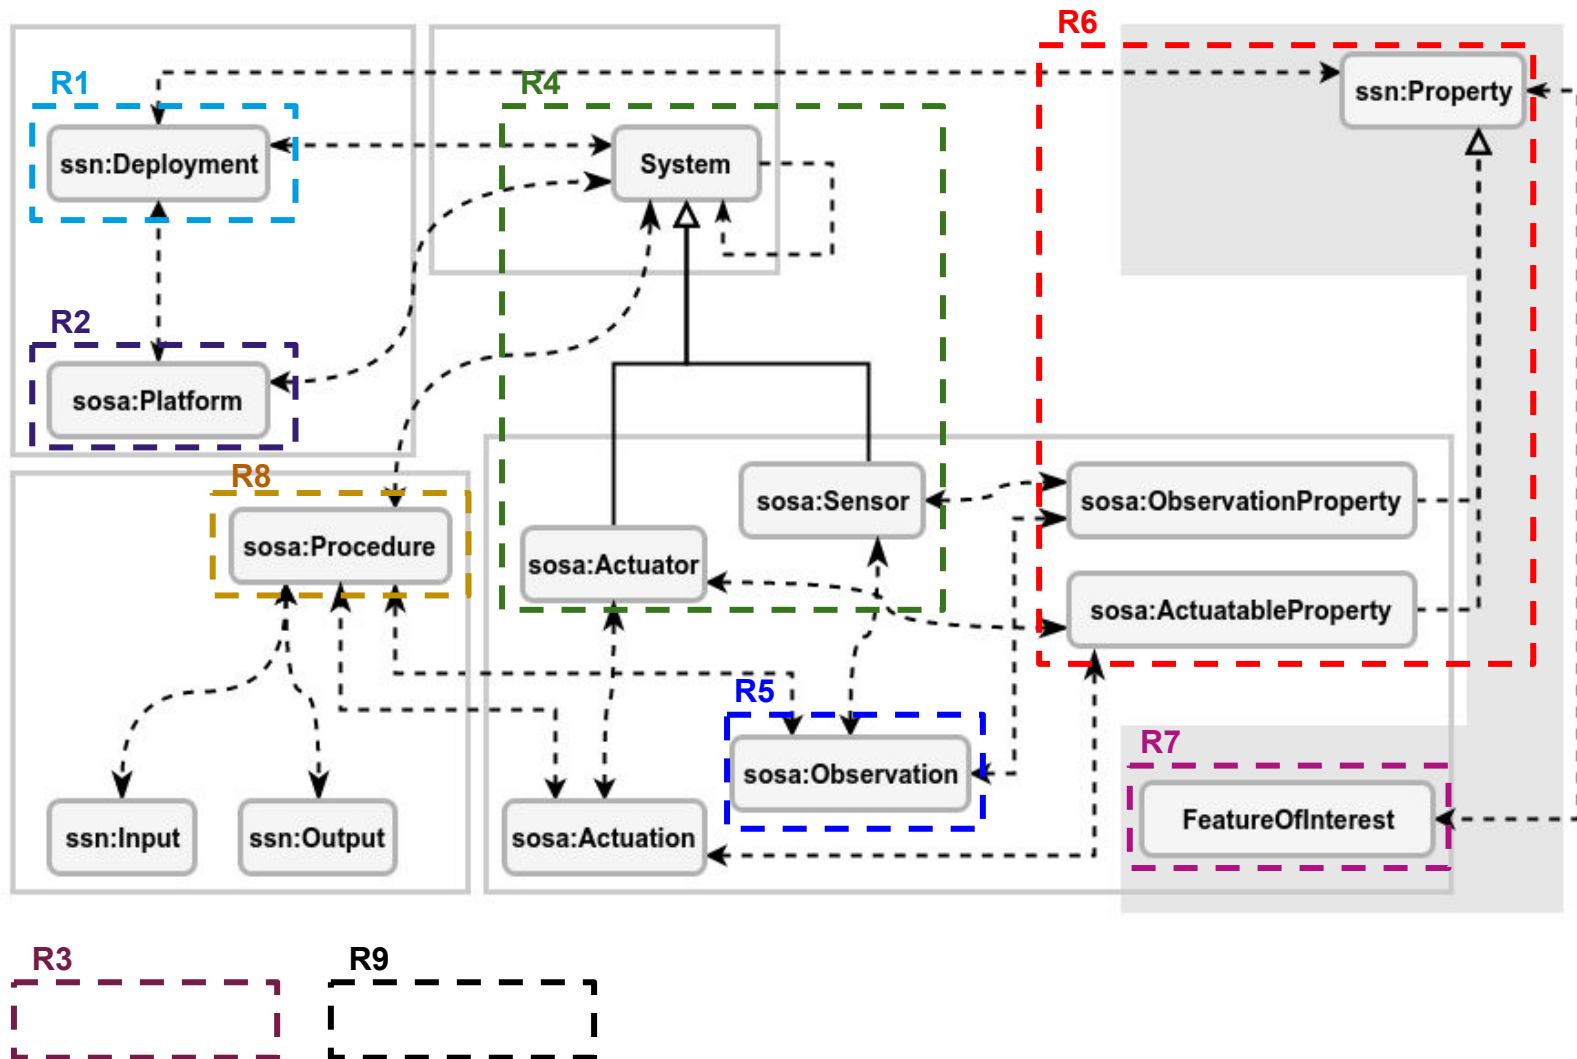 R6
R1
R4
ssn:Property
ssn:Deployment
System
R2
sosa:Platform
R8
sosa:Sensor
sosa:ObservationProperty
sosa:Procedure
sosa:Actuator
sosa:ActuatableProperty
R5
R7
sosa:Observation
FeatureOfInterest
ssn:Input
ssn:Output
sosa:Actuation
R3
R9